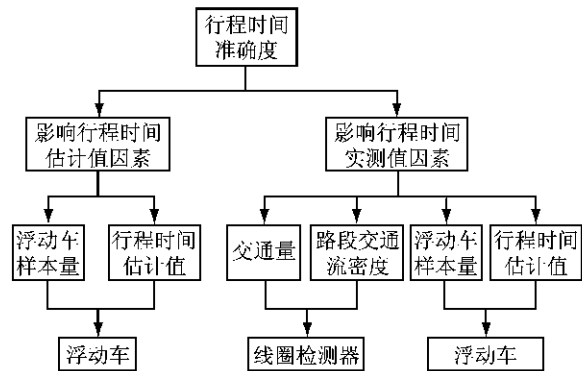 行程时间
准确度
影响行程时间
估计值因素
影响行程时间
实测值因素
浮动车
样本量
行程时间
估计值
交通量
路段交通
流密度
浮动车
样本量
行程时间
估计值
浮动车
线圈检测器
浮动车